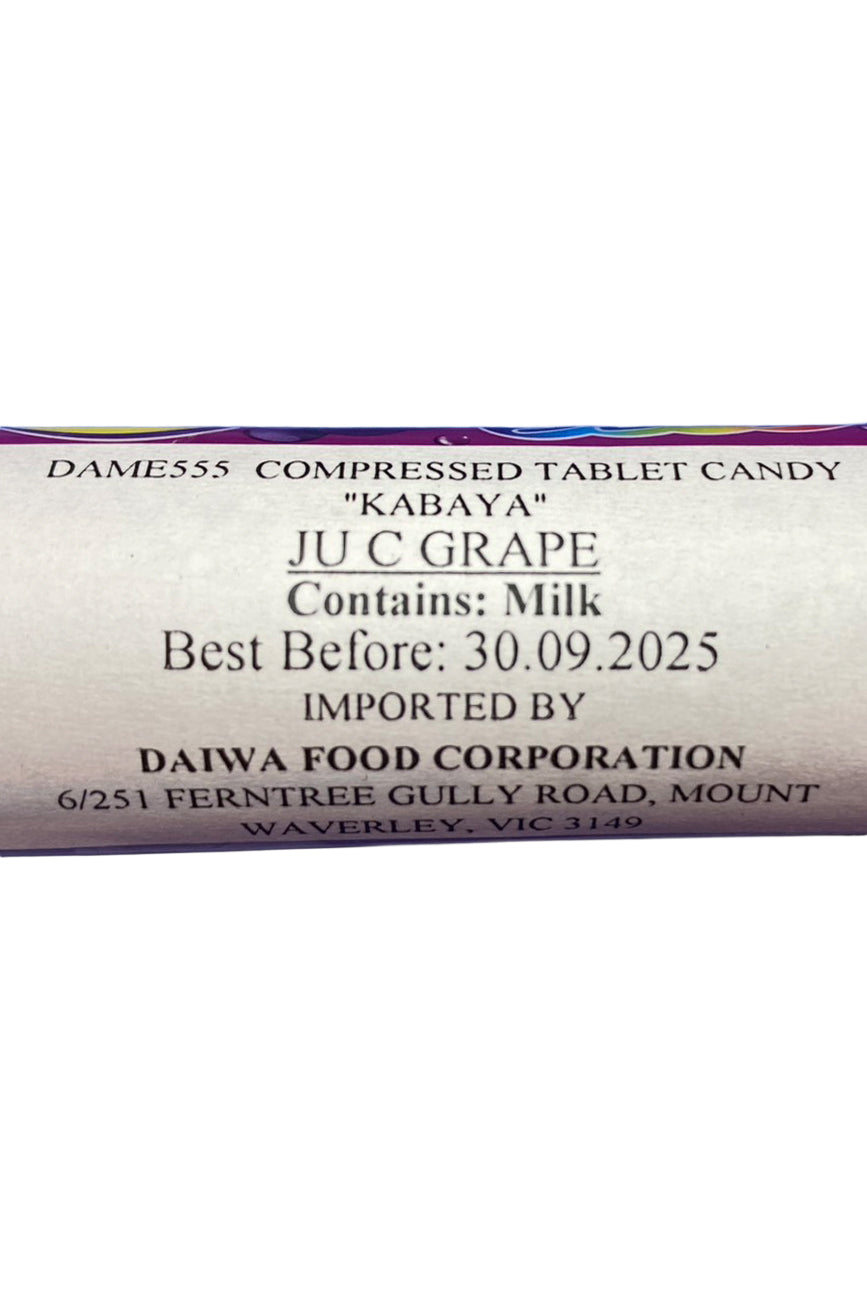 DAME555 COMPRESSED TABLET CANDY
"KABAYA"
JU C GRAPE
Contains: Milk
Best Before: 30.09.2025
IMPORTED BY
DAIWA FOOD CORPORATION
6/251 FERNTREE GULLY ROAD, MOUNT
WAVERLEY, VIC 3149